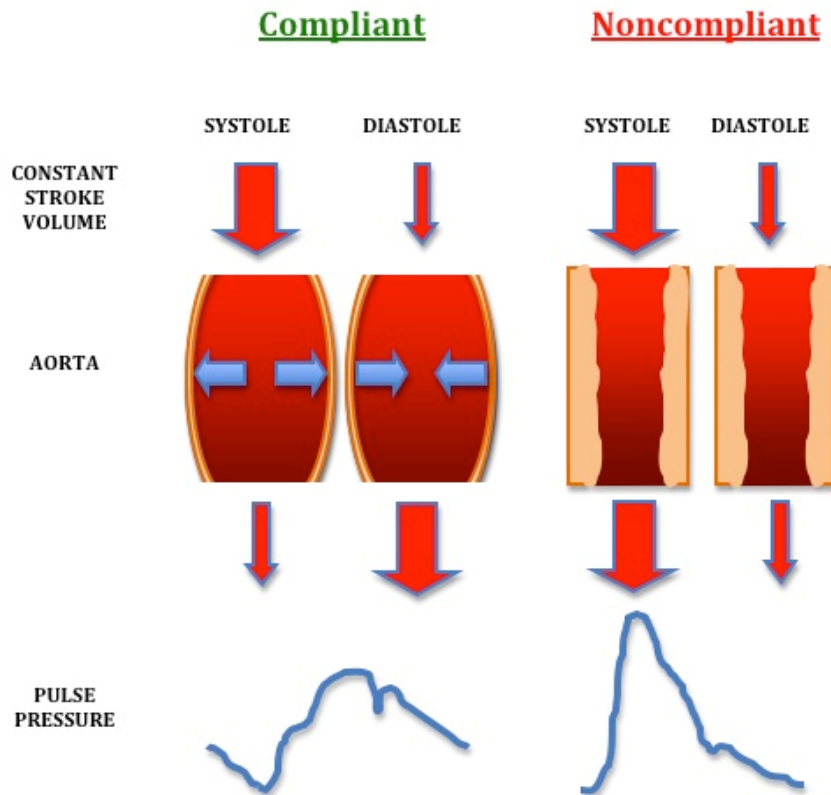 Compliant
Noncompliant
SYSTOLE
DIASTOLE
SYSTOLE
DIASTOLE
CONSTANT
STROKE
VOLUME
AORTA
PULSE
PRESSURE